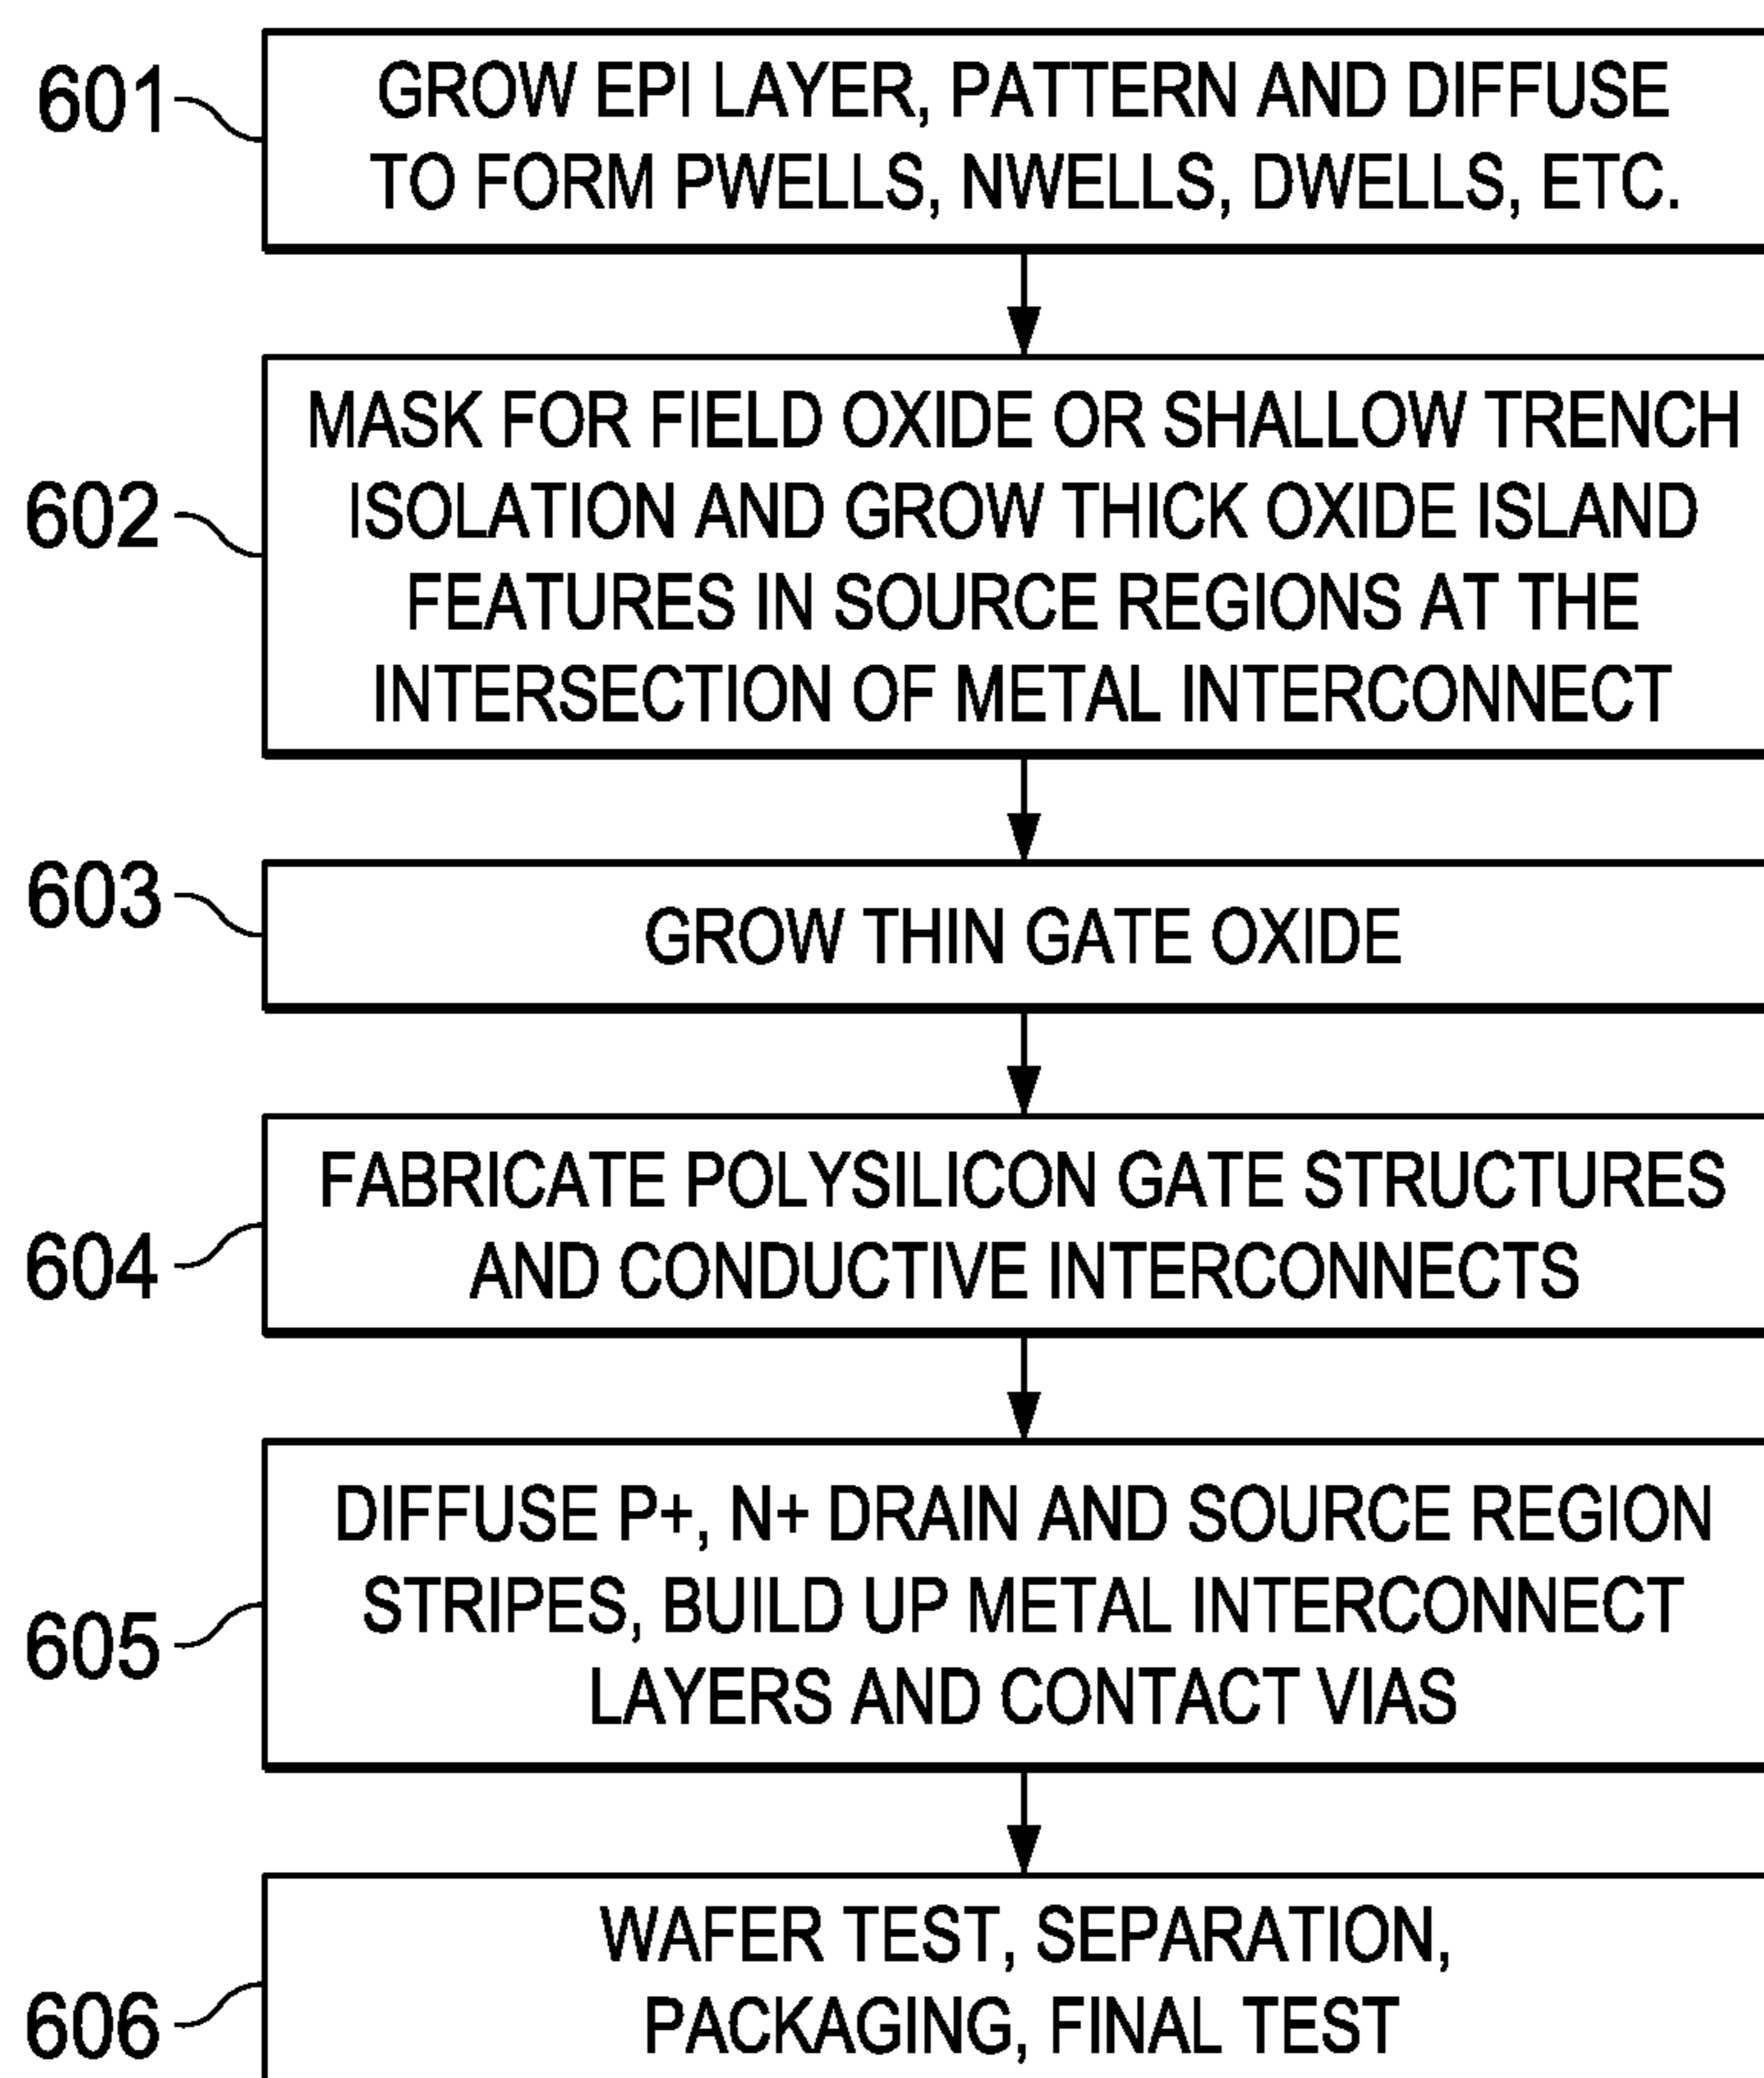 601
GROW EPI LAYER, PATTERN AND DIFFUSE
TO FORM PWELLS, NWELLS, DWELLS, ETC.
602
MASK FOR FIELD OXIDE OR SHALLOW TRENCH
ISOLATION AND GROW THICK OXIDE ISLAND
FEATURES IN SOURCE REGIONS AT THE
INTERSECTION OF METAL INTERCONNECT
603
GROW THIN GATE OXIDE
604
FABRICATE POLYSILICON GATE STRUCTURES
AND CONDUCTIVE INTERCONNECTS
605
DIFFUSE P+, N+ DRAIN AND SOURCE REGION
STRIPES, BUILD UP METAL INTERCONNECT
LAYERS AND CONTACT VIAS
606
WAFER TEST, SEPARATION,
PACKAGING, FINAL TEST